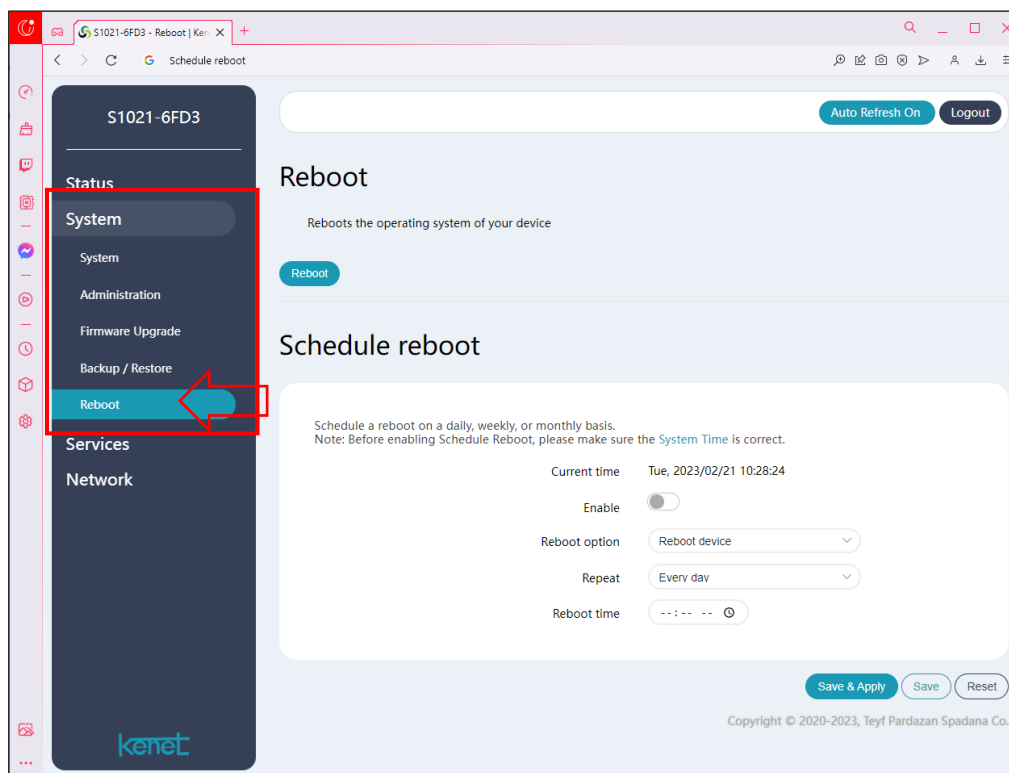 S1021-6FD3 - Reboot | Ken
Schedule reboot
S1021-6FD3
Auto Refresh On
Logout
Status
System
System
Administration
Firmware Upgrade
Backup / Restore
Reboot
Services
Network
kenet
Reboot
Reboots the operating system of your device
Reboot
Schedule reboot
Schedule a reboot on a daily, weekly, or monthly basis.
Note: Before enabling Schedule Reboot, please make sure the System Time is correct.
Current time Tue, 2023/02/21 10:28:24
Enable
Reboot option Reboot device
Repeat Every day
Reboot time --:-- --
Save & Apply Save Reset
Copyright © 2020-2023, Teyf Pardazan Spadana Co.